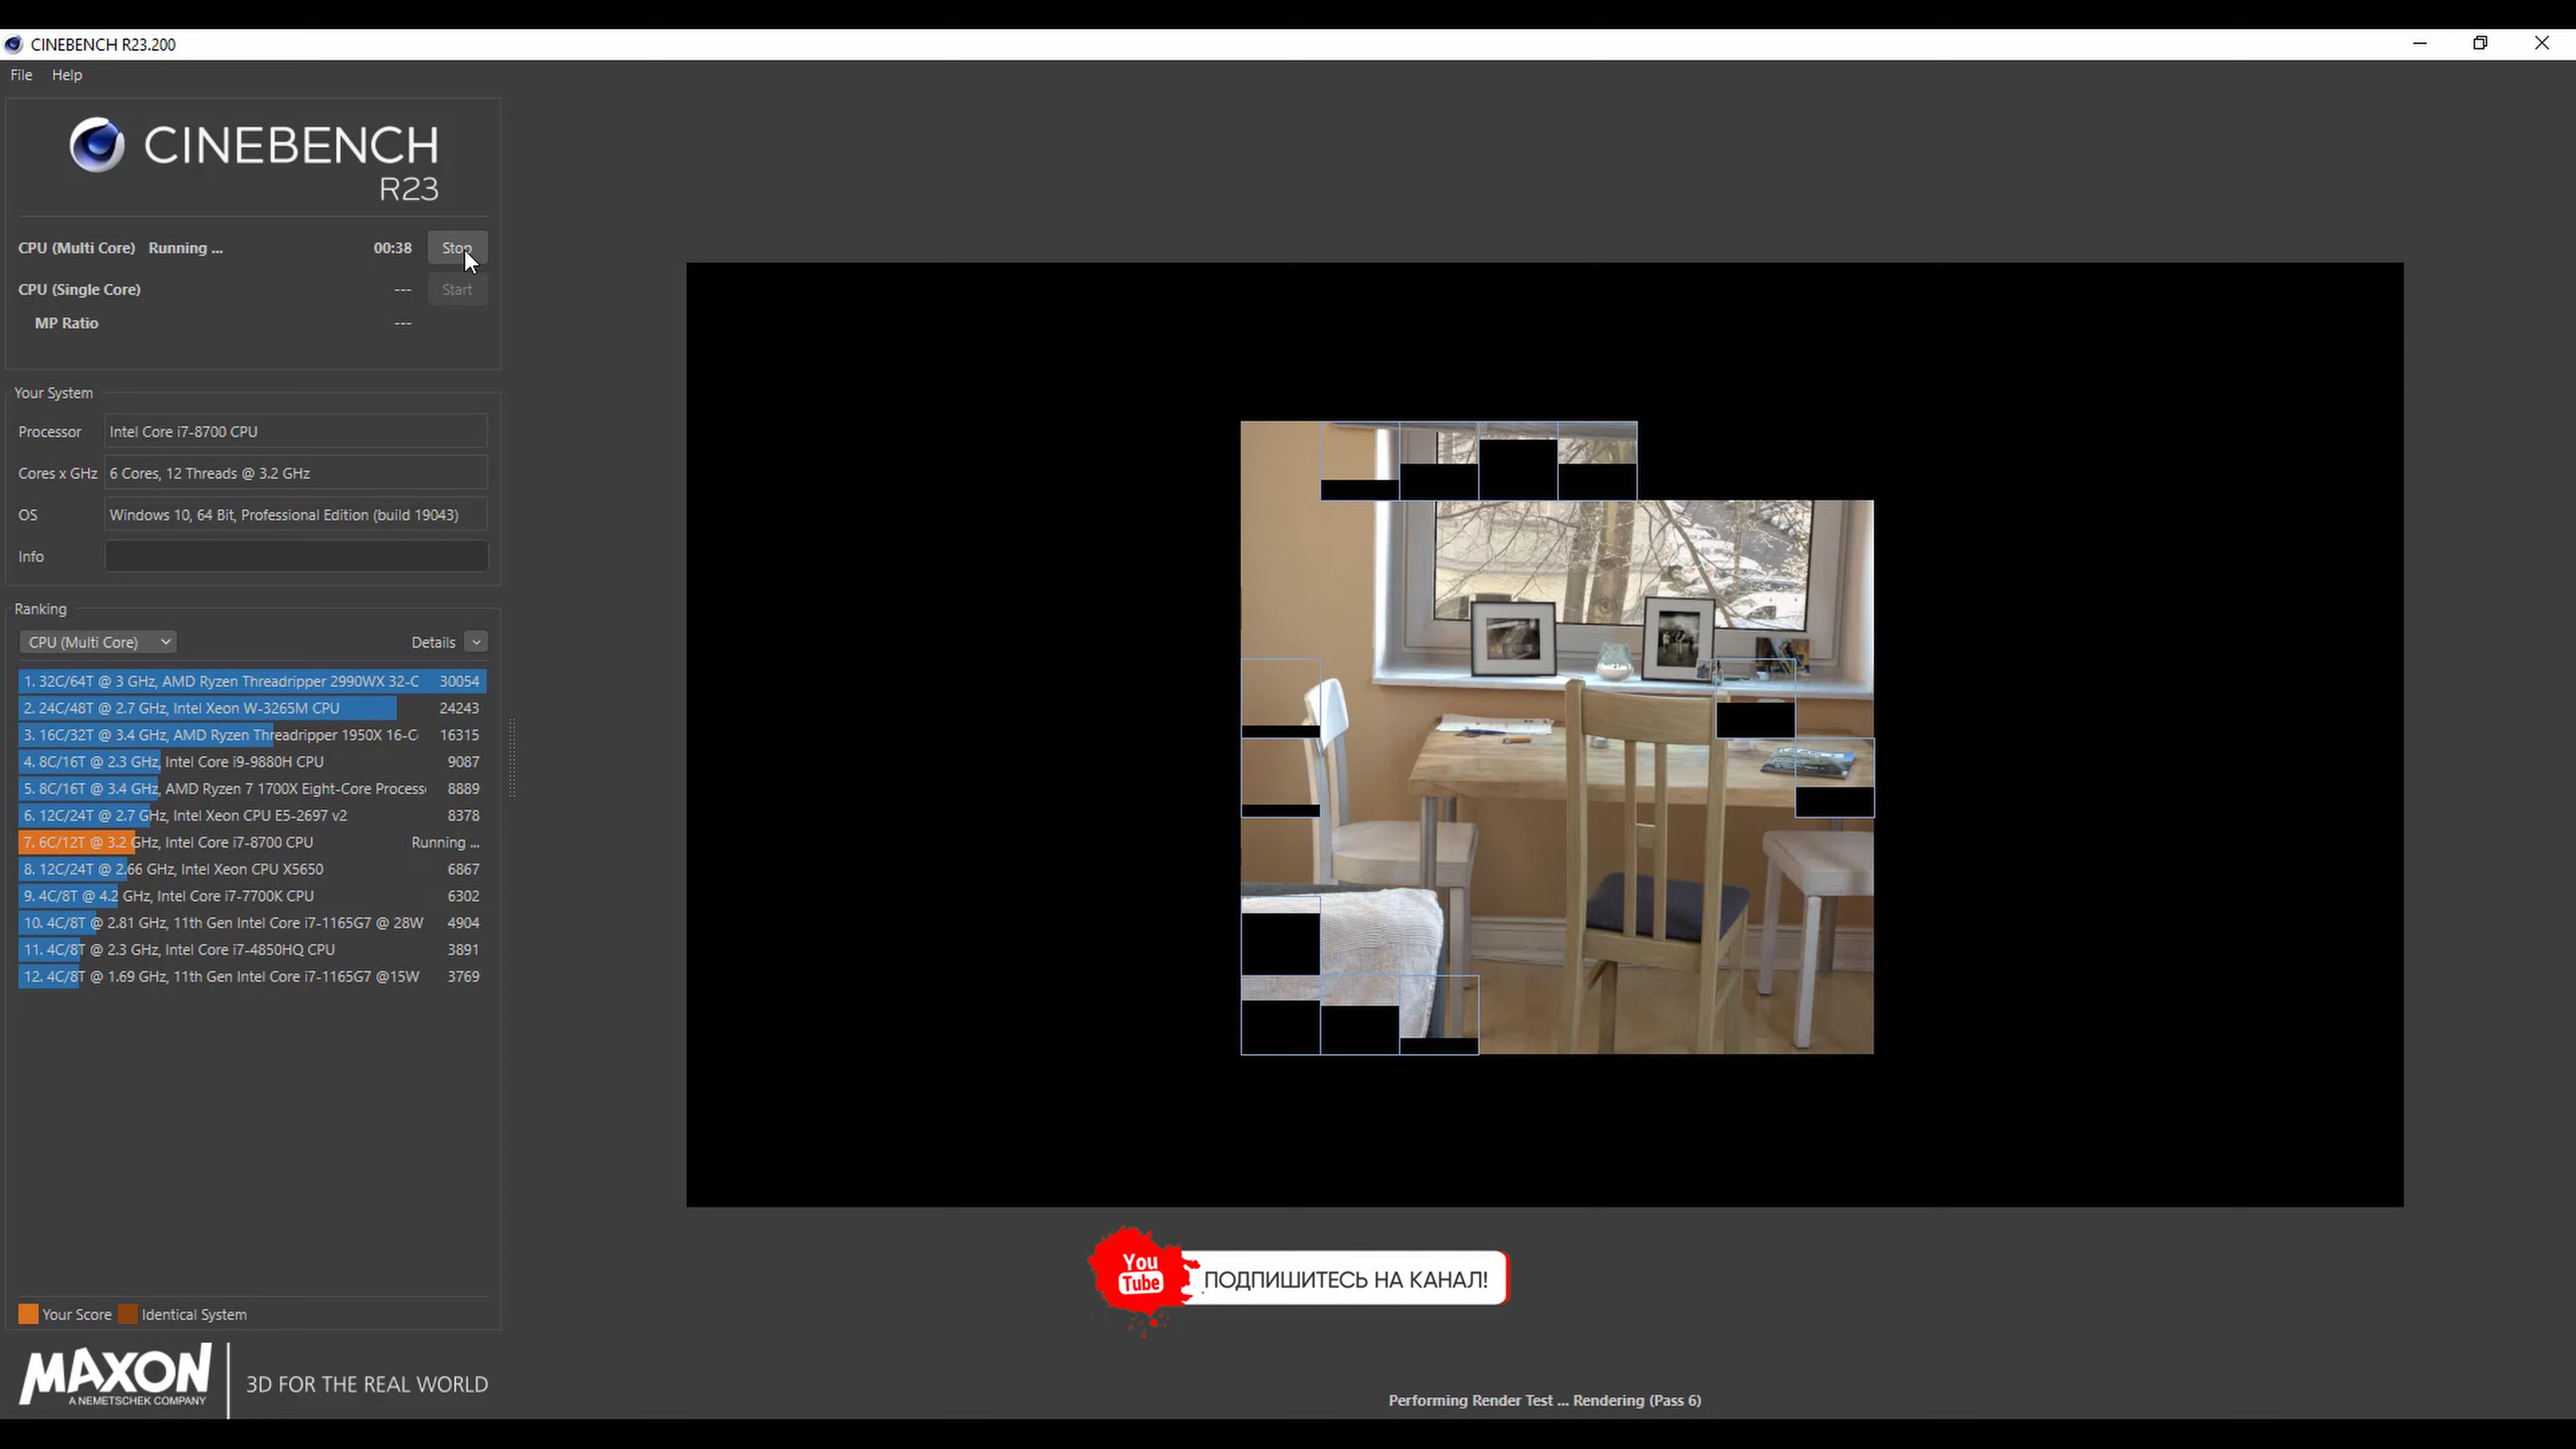 CINEBENCH R23.200
File Help
CINEBENCH
R23
CPU (Multi Core) Running ... 00:38 Stop
CPU (Single Core) --- Start
MP Ratio ---
Your System
Processor Intel Core i7-8700 CPU
Cores x GHz 6 Cores, 12 Threads @ 3.2 GHz
OS Windows 10, 64 Bit, Professional Edition (build 19043)
Info
Ranking
CPU (Multi Core) Details
1. 32C/64T @ 3 GHz, AMD Ryzen Threadripper 2990WX 32-C 30054
2. 24C/48T @ 2.7 GHz, Intel Xeon W-3265M CPU 24243
3. 16C/32T @ 3.4 GHz, AMD Ryzen Threadripper 1950X 16-C 16315
4. 8C/16T @ 2.3 GHz, Intel Core i9-9880H CPU 9087
5. 8C/16T @ 3.4 GHz, AMD Ryzen 7 1700X Eight-Core Process 8889
6. 12C/24T @ 2.7 GHz, Intel Xeon CPU E5-2697 v2 8378
7. 6C/12T @ 3.2 GHz, Intel Core i7-8700 CPU Running ...
8. 12C/24T @ 2.66 GHz, Intel Xeon CPU X5650 6867
9. 4C/8T @ 4.2 GHz, Intel Core i7-7700K CPU 6302
10. 4C/8T @ 2.81 GHz, 11th Gen Intel Core i7-1165G7 @ 28W 4904
11. 4C/8T @ 2.3 GHz, Intel Core i7-4850HQ CPU 3891
12. 4C/8T @ 1.69 GHz, 11th Gen Intel Core i7-1165G7 @15W 3769
Your Score Identical System
MAXON
A NEMETSCHEK COMPANY
3D FOR THE REAL WORLD
You
Tube
ПОДПИШИТЕСЬ НА КАНАЛ!
Performing Render Test ... Rendering (Pass 6)